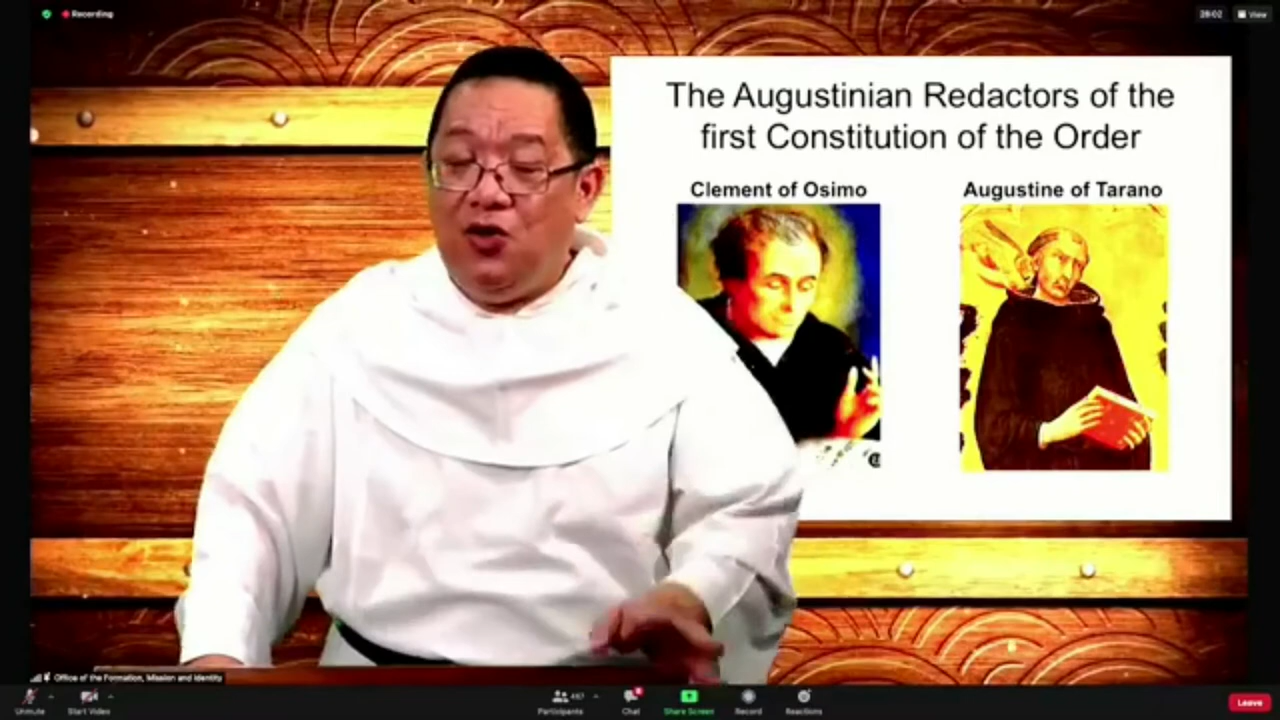 Recording
View
The Augustinian Redactors of the
first Constitution of the Order
Clement of Osimo
Augustine of Tarano
@
Office of the Formation, Mission and Identity
Unmute
Start Video
Participants
Chat
Share Screen
Record
Reactions
Leave